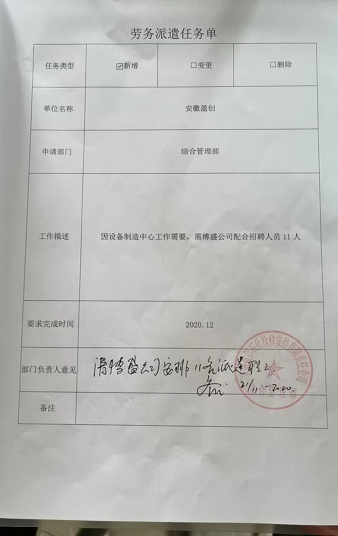 劳务派遣任务单
任务类型 ☑新增 □变更 □删除
单位名称 安徽盈创
申请部门 综合管理部
工作描述 因设备制造中心工作需要，需博盛公司配合招聘人员 11 人
要求完成时间 2020.12
部门负责人意见 请博盛公司安排11名派遣职工
21/11-2020
备注